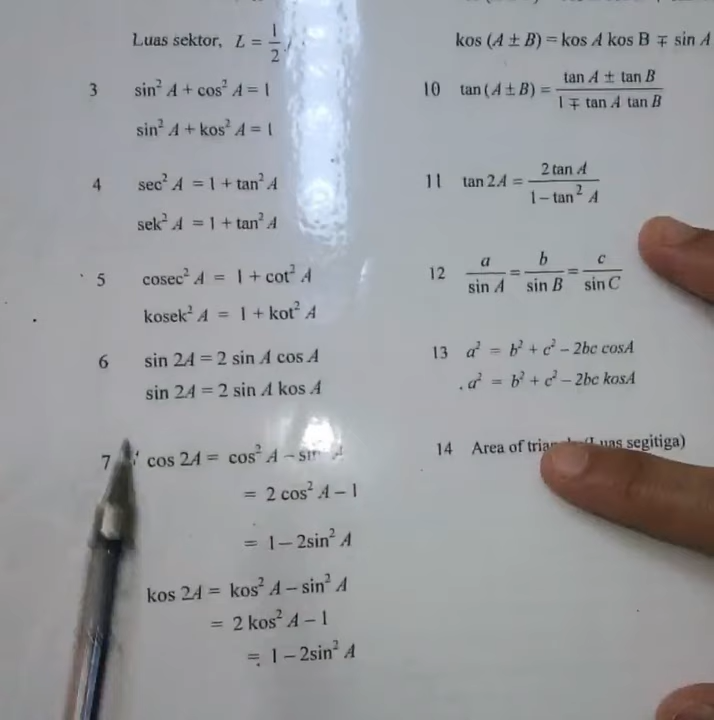 Luas sektor, L = 1/2
3 sin² A + cos² A = 1
sin² A + kos² A = 1
4 sec² A = 1 + tan² A
sek² A = 1 + tan² A
5 cosec² A = 1 + cot² A
kosek² A = 1 + kot² A
6 sin 2A = 2 sin A cos A
sin 2A = 2 sin A kos A
7 cos 2A = cos² A – sin² A
= 2 cos² A – 1
= 1 – 2sin² A
kos 2A = kos² A – sin² A
= 2 kos² A – 1
= 1 – 2sin² A
kos (A ± B) = kos A kos B ∓ sin A
10 tan (A ± B) = (tan A ± tan B) / (1 ∓ tan A tan B)
11 tan 2A = 2 tan A / (1 – tan² A)
12 a / sin A = b / sin B = c / sin C
13 a² = b² + c² – 2bc cosA
a² = b² + c² – 2bc kosA
14 Area of segitiga)